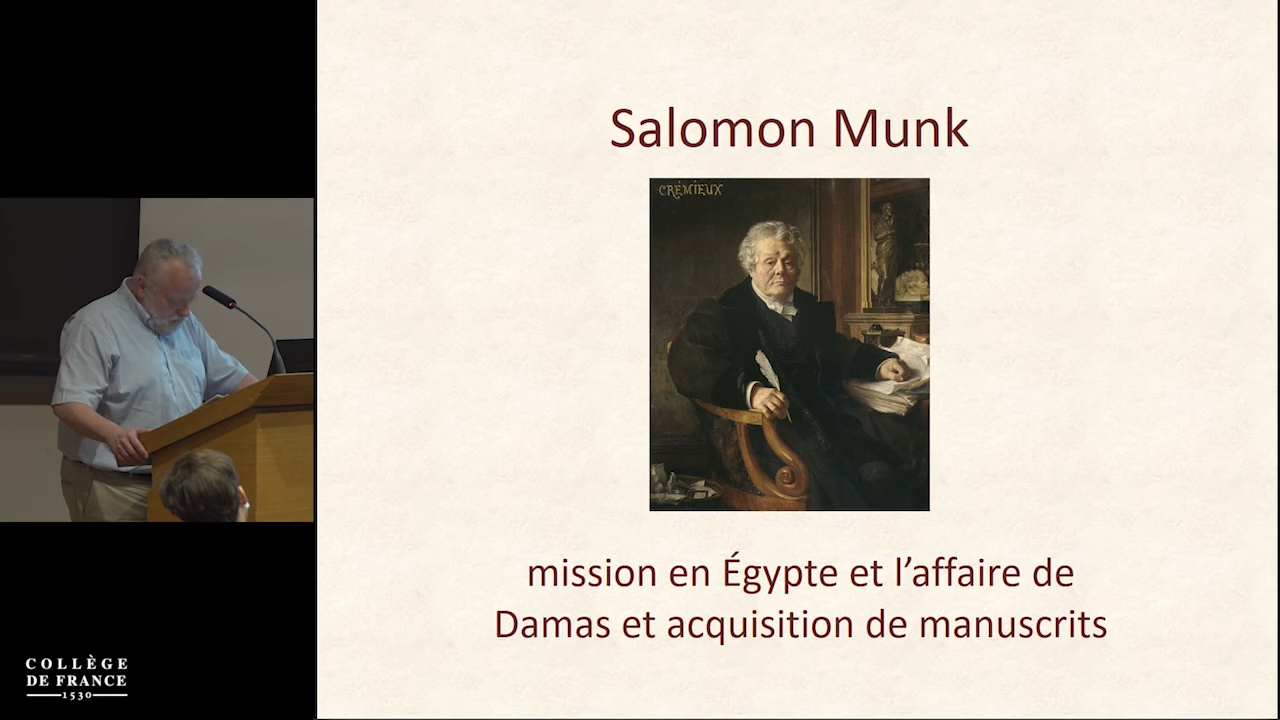 Salomon Munk
CRÉMIEUX
mission en Égypte et l'affaire de
Damas et acquisition de manuscrits
COLLÈGE
DE FRANCE
1530